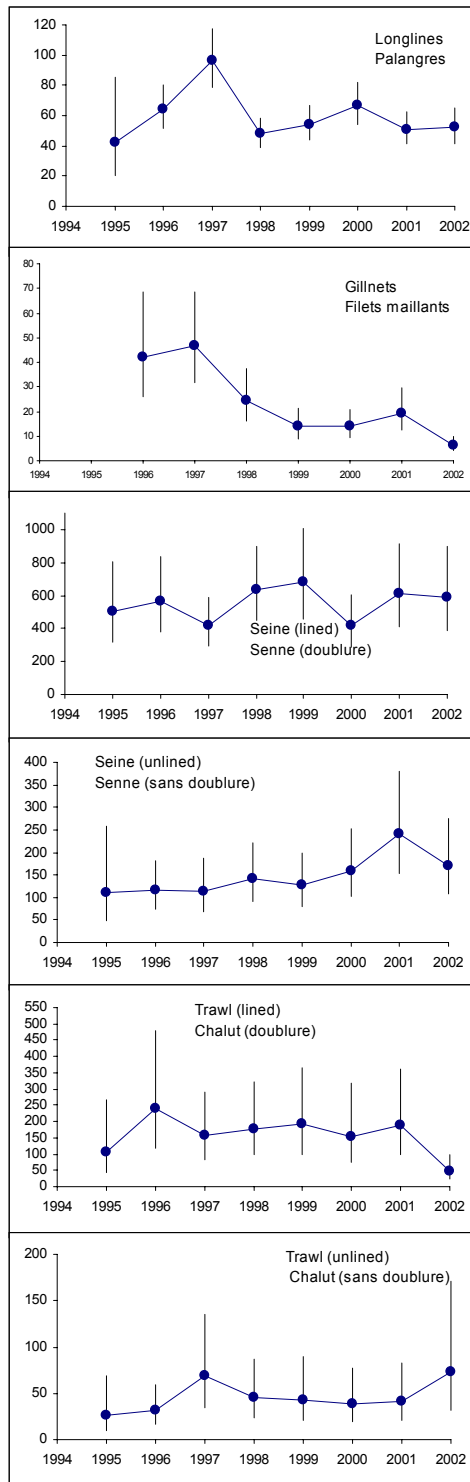 120
Longlines
100
Palangres
80
60
40
20
0
1994 1995 1996 1997 1998 1999 2000 2001 2002
80
Gillnets
70
Filets maillants
60
50
40
30
20
10
0
1994 1995 1996 1997 1998 1999 2000 2001 2002
1000
800
600
400
Seine (lined)
Senne (doublure)
200
0
1994 1995 1996 1997 1998 1999 2000 2001 2002
400
Seine (unlined)
350
Senne (sans doublure)
300
250
200
150
100
50
0
1994 1995 1996 1997 1998 1999 2000 2001 2002
550
Trawl (lined)
500
Chalut (doublure)
450
400
350
300
250
200
150
100
50
0
1994 1995 1996 1997 1998 1999 2000 2001 2002
200
Trawl (unlined)
Chalut (sans doublure)
150
100
50
0
1994 1995 1996 1997 1998 1999 2000 2001 2002